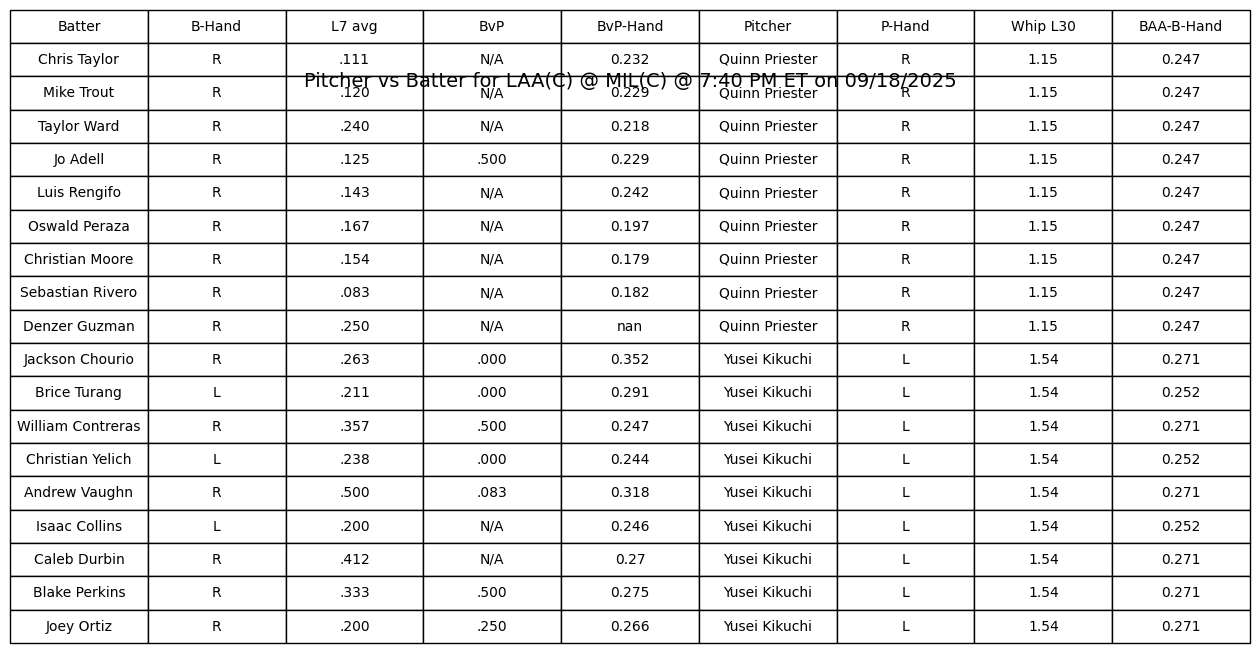 Batter B-Hand L7 avg BvP BvP-Hand Pitcher P-Hand Whip L30 BAA-B-Hand
Chris Taylor R .111 N/A 0.232 Quinn Priester R 1.15 0.247
Pitcher vs Batter for LAA(C) @ MIL(C) @ 7:40 PM ET on 09/18/2025
Mike Trout R .120 N/A 0.229 Quinn Priester R 1.15 0.247
Taylor Ward R .240 N/A 0.218 Quinn Priester R 1.15 0.247
Jo Adell R .125 .500 0.229 Quinn Priester R 1.15 0.247
Luis Rengifo R .143 N/A 0.242 Quinn Priester R 1.15 0.247
Oswald Peraza R .167 N/A 0.197 Quinn Priester R 1.15 0.247
Christian Moore R .154 N/A 0.179 Quinn Priester R 1.15 0.247
Sebastian Rivero R .083 N/A 0.182 Quinn Priester R 1.15 0.247
Denzer Guzman R .250 N/A nan Quinn Priester R 1.15 0.247
Jackson Chourio R .263 .000 0.352 Yusei Kikuchi L 1.54 0.271
Brice Turang L .211 .000 0.291 Yusei Kikuchi L 1.54 0.252
William Contreras R .357 .500 0.247 Yusei Kikuchi L 1.54 0.271
Christian Yelich L .238 .000 0.244 Yusei Kikuchi L 1.54 0.252
Andrew Vaughn R .500 .083 0.318 Yusei Kikuchi L 1.54 0.271
Isaac Collins L .200 N/A 0.246 Yusei Kikuchi L 1.54 0.252
Caleb Durbin R .412 N/A 0.27 Yusei Kikuchi L 1.54 0.271
Blake Perkins R .333 .500 0.275 Yusei Kikuchi L 1.54 0.271
Joey Ortiz R .200 .250 0.266 Yusei Kikuchi L 1.54 0.271